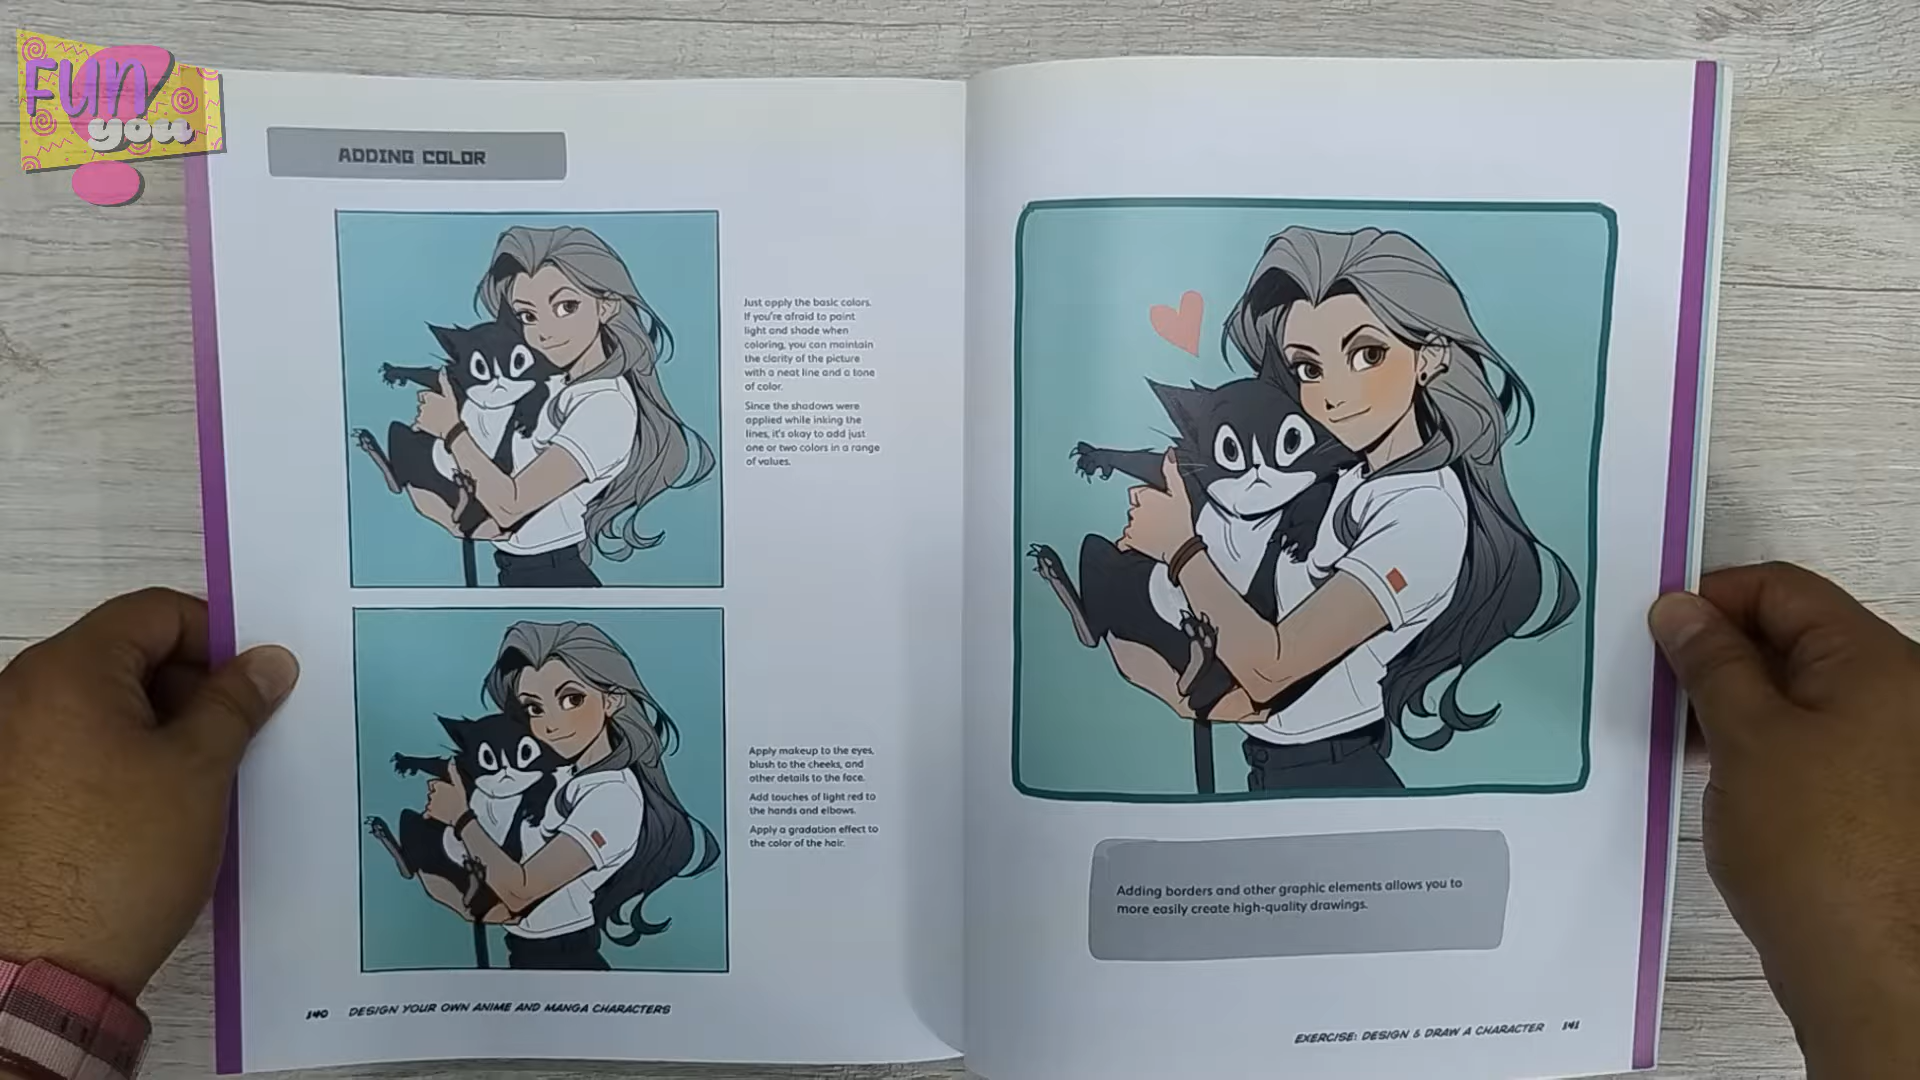 Fun
you
ADDING COLOR
Just apply the basic colors.
If you're afraid to paint
light and shade when
coloring, you can maintain
the clarity of the picture
with a neat line and a tone
of color.
Since the shadows were
applied while inking the
lines, it's okay to add just
one or two colors in a range
of values.
Apply makeup to the eyes,
blush to the cheeks, and
other details to the face.
Add touches of light red to
the hands and elbows.
Apply a gradation effect to
the color of the hair.
140 DESIGN YOUR OWN ANIME AND MANGA CHARACTERS
Adding borders and other graphic elements allows you to
more easily create high-quality drawings.
EXERCISE: DESIGN & DRAW A CHARACTER 141